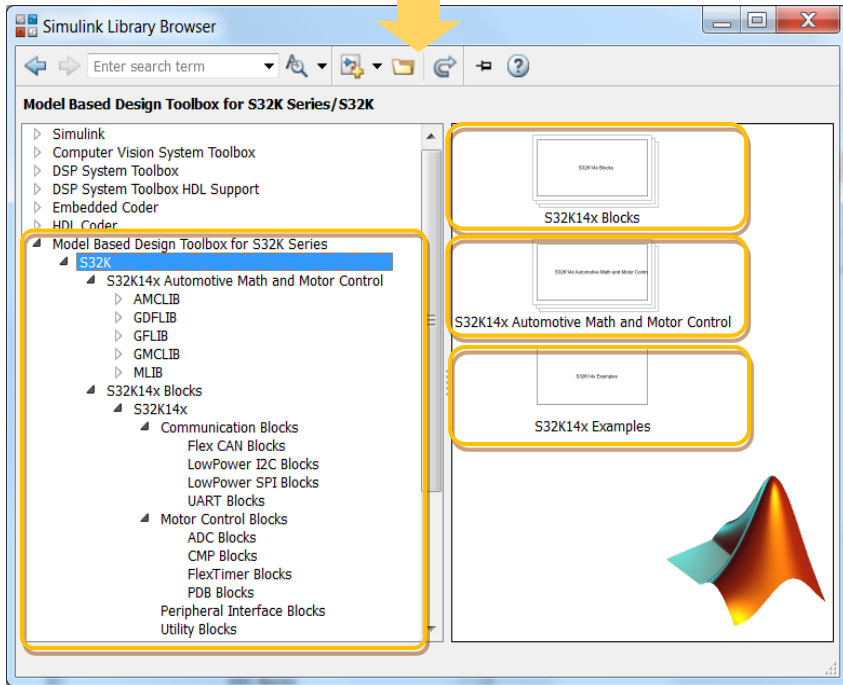 Simulink Library Browser
Enter search term
Model Based Design Toolbox for S32K Series/S32K
Simulink
Computer Vision System Toolbox
DSP System Toolbox
DSP System Toolbox HDL Support
Embedded Coder
HDL Coder
Model Based Design Toolbox for S32K Series
S32K
S32K14x Automotive Math and Motor Control
AMCLIB
GDFLIB
GFLIB
GMCLIB
MLIB
S32K14x Blocks
S32K14x
Communication Blocks
Flex CAN Blocks
LowPower I2C Blocks
LowPower SPI Blocks
UART Blocks
Motor Control Blocks
ADC Blocks
CMP Blocks
FlexTimer Blocks
PDB Blocks
Peripheral Interface Blocks
Utility Blocks
S32K14x Blocks
S32K14x Blocks
S32K14x Automotive Math and Motor Contr
S32K14x Automotive Math and Motor Control
S32K14x Examples
S32K14x Examples